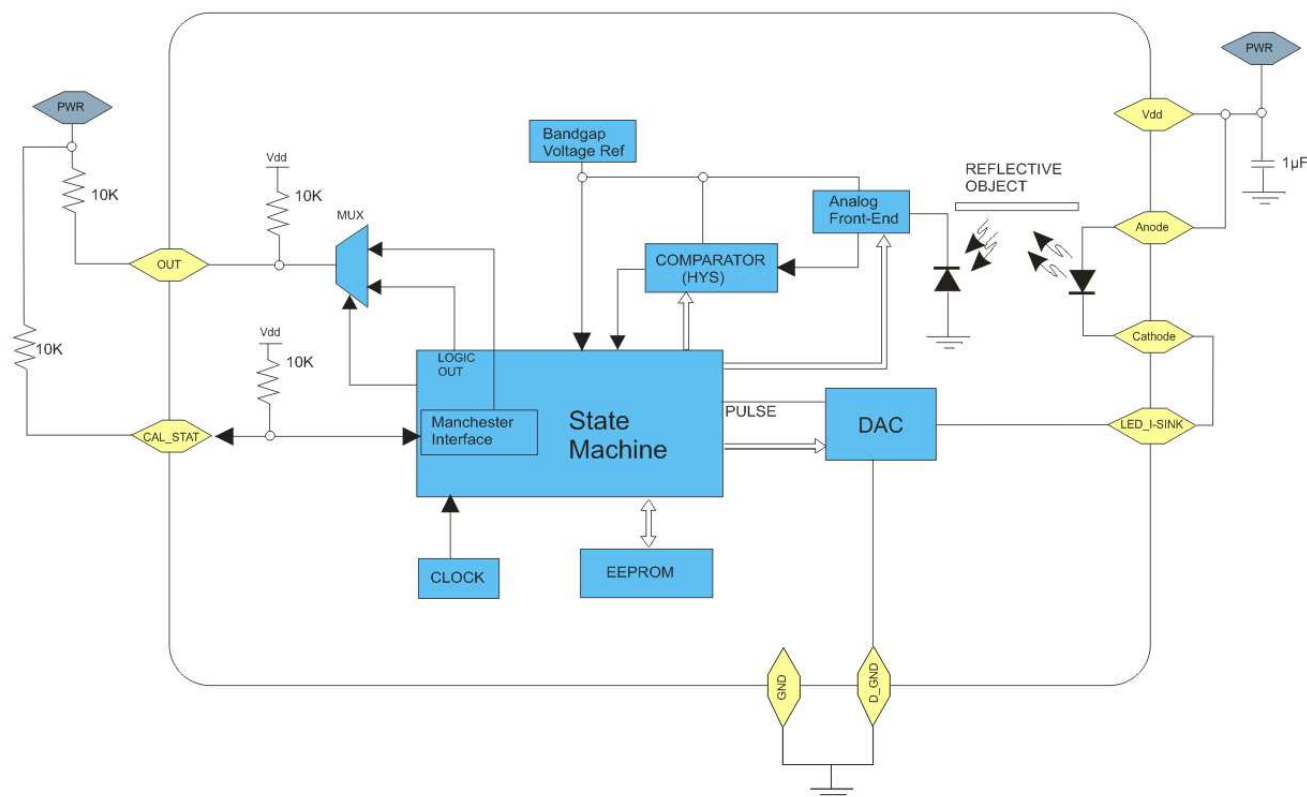 PWR
PWR
Vdd
Bandgap
Voltage Ref
1µF
REFLECTIVE
OBJECT
10K
Vdd
10K
MUX
Analog
Front-End
Anode
OUT
COMPARATOR
(HYS)
Vdd
Cathode
10K
10K
LOGIC
OUT
PULSE
State
Machine
Manchester
Interface
DAC
LED_I-SINK
CAL_STAT
CLOCK
EEPROM
GND
D_GND